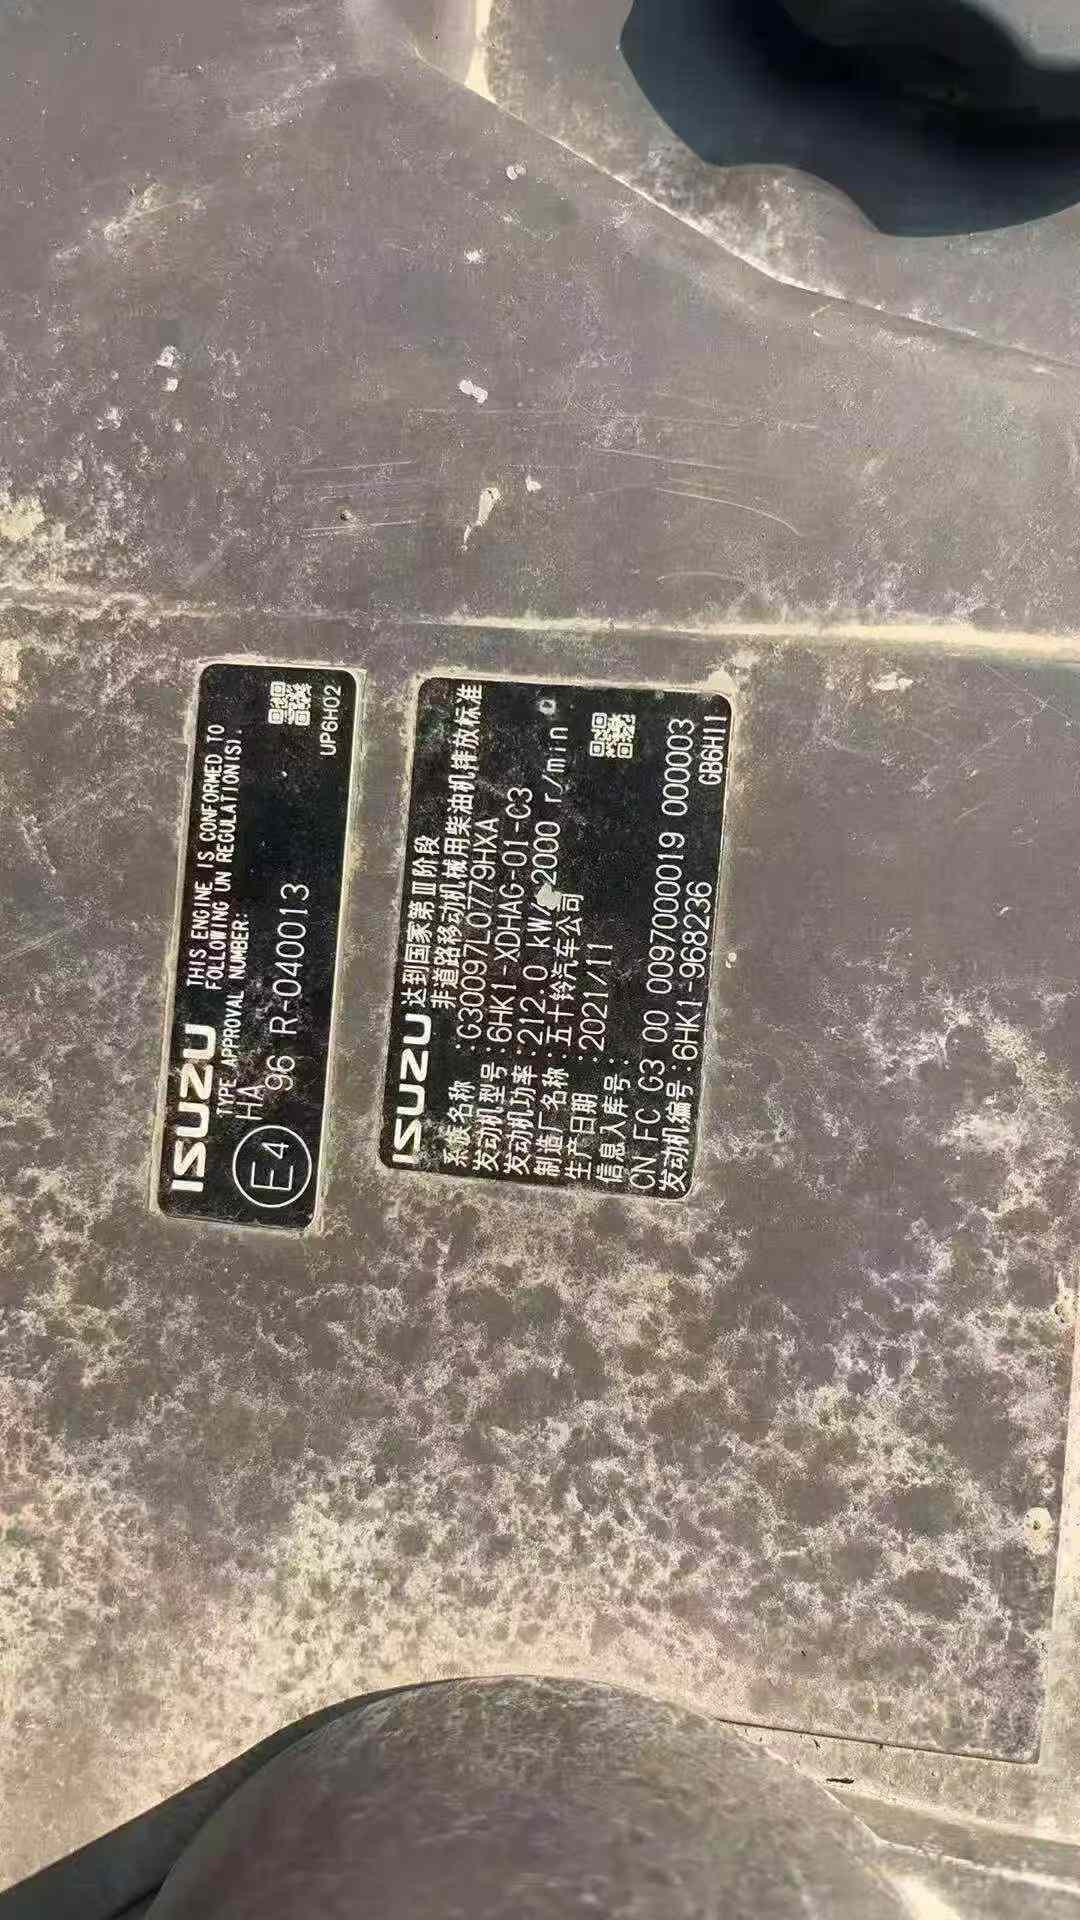 ISUZU
THIS ENGINE IS CONFORMED TO
FOLLOWING UN REGULATION(S).
TYPE APPROVAL NUMBER:
HA
E4 96 R-040013
UP6H02
ISUZU 达到国家第Ⅲ阶段
非道路移动机械用柴油机排放标准
系族名称 :G30097L0779HXA
发动机型号:6HK1-XDHAG-01-C3
发动机功率:212.0 kW/2000 r/min
制造厂名称:五十铃汽车公司
生产日期 :2021/11
信息入库号:
CN FC G3 00 0097000019 000003
发动机编号:6HK1-968236
GB6H11